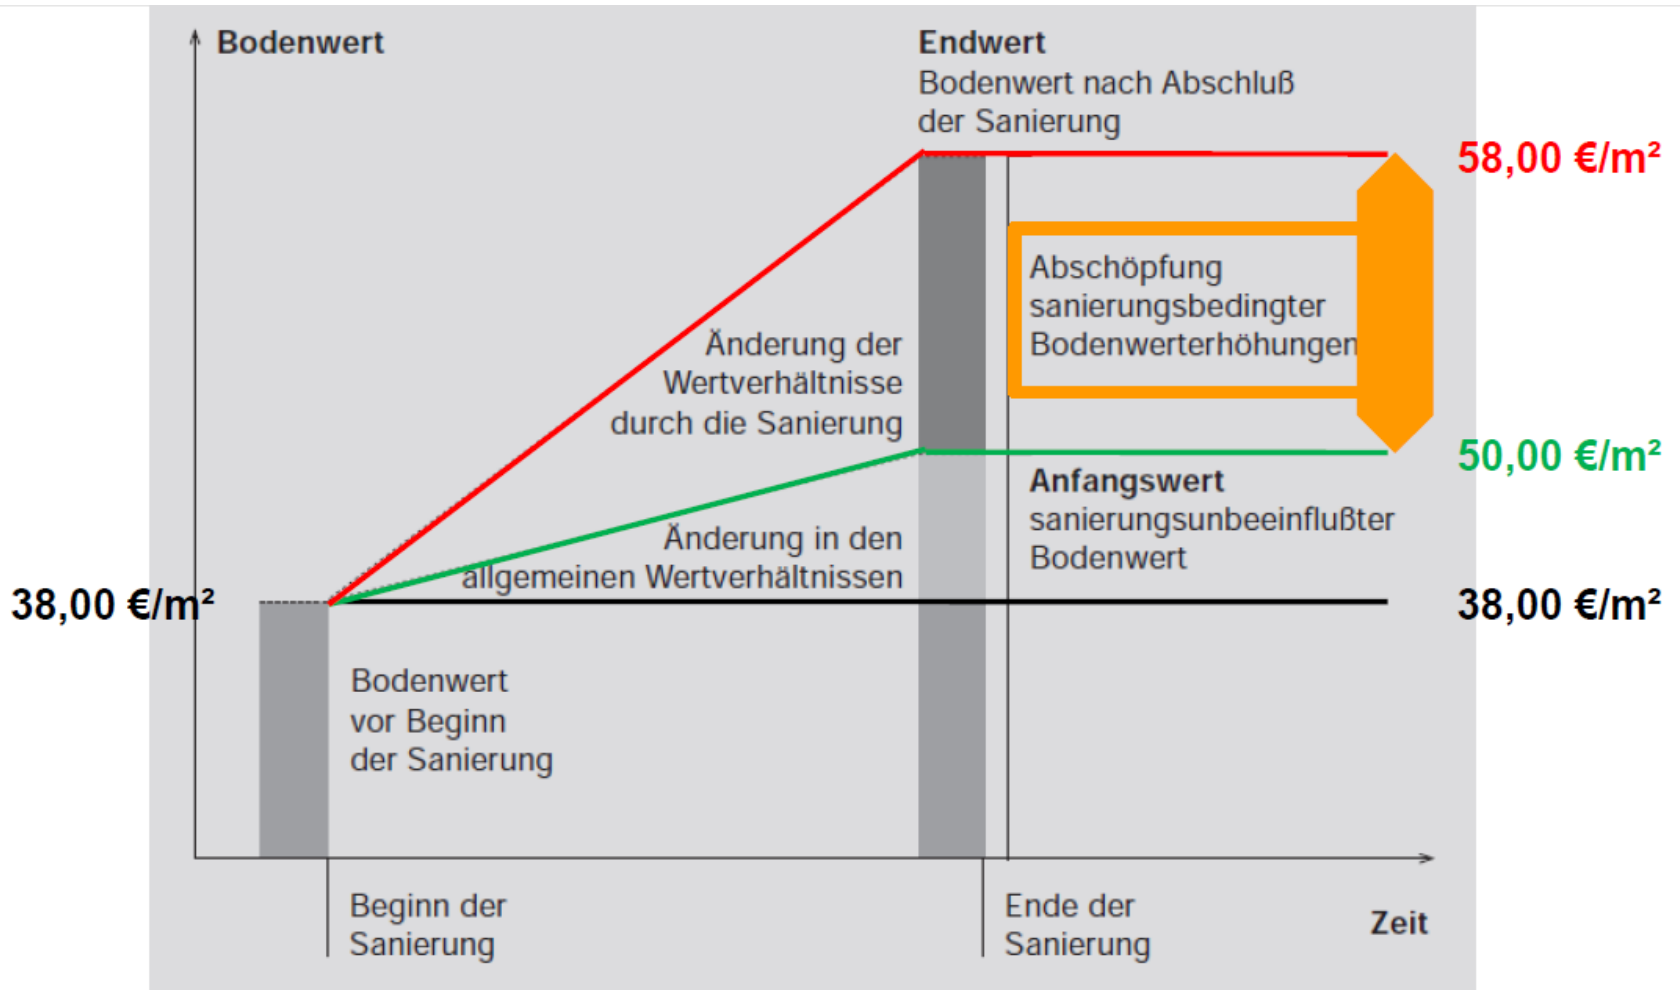 Bodenwert
Endwert
Bodenwert nach Abschluß
der Sanierung
58,00 €/m²
Abschöpfung
sanierungsbedingter
Bodenwerterhöhungen
Änderung der
Wertverhältnisse
durch die Sanierung
50,00 €/m²
Anfangswert
sanierungsunbeeinflußter
Bodenwert
Änderung in den
allgemeinen Wertverhältnissen
38,00 €/m²
38,00 €/m²
Bodenwert
vor Beginn
der Sanierung
Beginn der
Sanierung
Ende der
Sanierung
Zeit